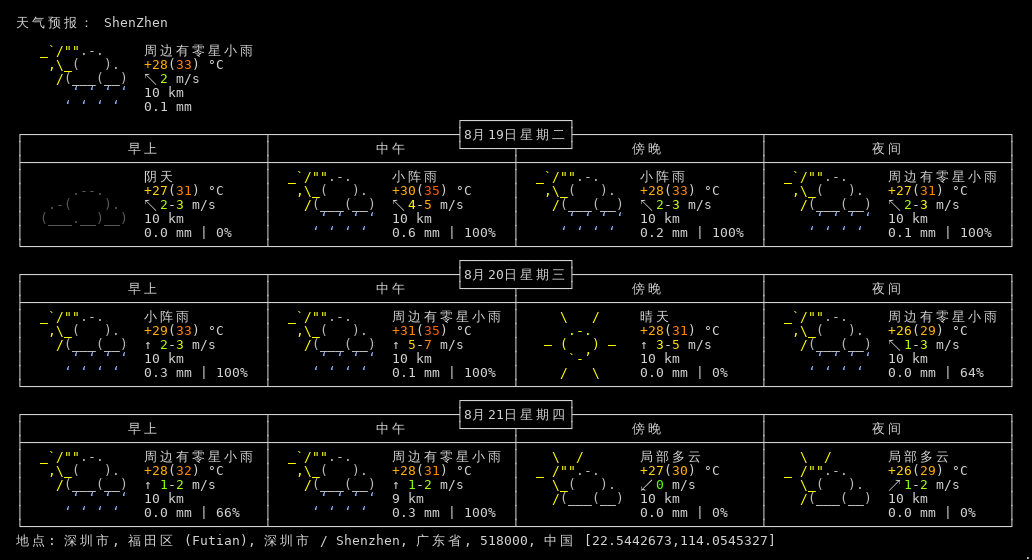 天气预报： ShenZhen
周边有零星小雨
+28(33) °C
↖2 m/s
10 km
0.1 mm
8月19日星期二
早上 中午 傍晚 夜间
阴天 小阵雨 小阵雨 周边有零星小雨
+27(31) °C +30(35) °C +28(33) °C +27(31) °C
↖2-3 m/s ↖4-5 m/s ↖2-3 m/s ↖2-3 m/s
10 km 10 km 10 km 10 km
0.0 mm | 0% 0.6 mm | 100% 0.2 mm | 100% 0.1 mm | 100%
8月20日星期三
早上 中午 傍晚 夜间
小阵雨 周边有零星小雨 晴天 周边有零星小雨
+29(33) °C +31(35) °C +28(31) °C +26(29) °C
↑ 2-3 m/s ↑ 5-7 m/s ↑ 3-5 m/s ↖1-3 m/s
10 km 10 km 10 km 10 km
0.3 mm | 100% 0.1 mm | 100% 0.0 mm | 0% 0.0 mm | 64%
8月21日星期四
早上 中午 傍晚 夜间
周边有零星小雨 周边有零星小雨 局部多云 局部多云
+28(32) °C +28(31) °C +27(30) °C +26(29) °C
↑ 1-2 m/s ↑ 1-2 m/s ↙0 m/s ↗1-2 m/s
10 km 9 km 10 km 10 km
0.0 mm | 66% 0.3 mm | 100% 0.0 mm | 0% 0.0 mm | 0%
地点: 深圳市, 福田区 (Futian), 深圳市 / Shenzhen, 广东省, 518000, 中国 [22.5442673,114.0545327]